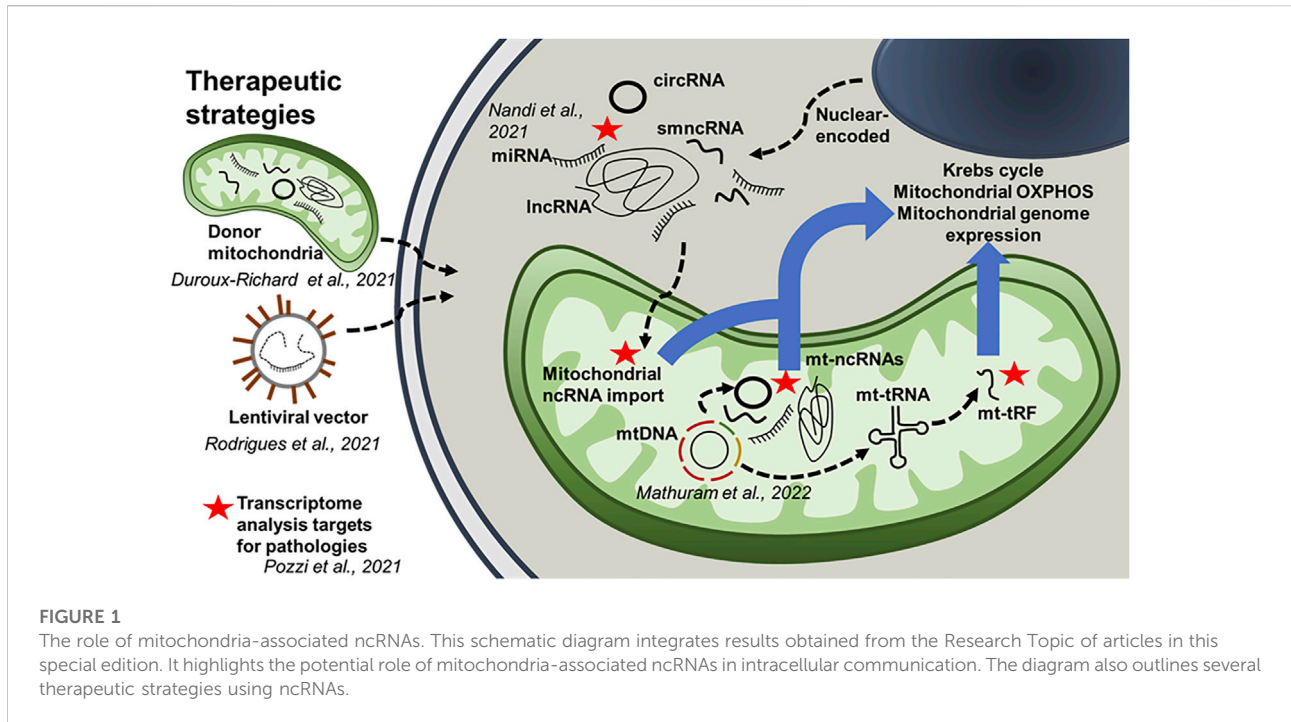 Therapeutic
strategies
Donor
mitochondria
Duroux-Richard et al., 2021
Lentiviral vector
Rodrigues et al., 2021
Transcriptome
analysis targets
for pathologies
Pozzi et al., 2021
circRNA
Nandi et al.,
2021
smncRNA
miRNA
lncRNA
Nuclear-
encoded
Krebs cycle
Mitochondrial OXPHOS
Mitochondrial genome
expression
Mitochondrial
ncRNA import
mt-ncRNAs
mtDNA
mt-tRNA
mt-tRF
Mathuram et al., 2022
FIGURE 1
The role of mitochondria-associated ncRNAs. This schematic diagram integrates results obtained from the Research Topic of articles in this
special edition. It highlights the potential role of mitochondria-associated ncRNAs in intracellular communication. The diagram also outlines several
therapeutic strategies using ncRNAs.